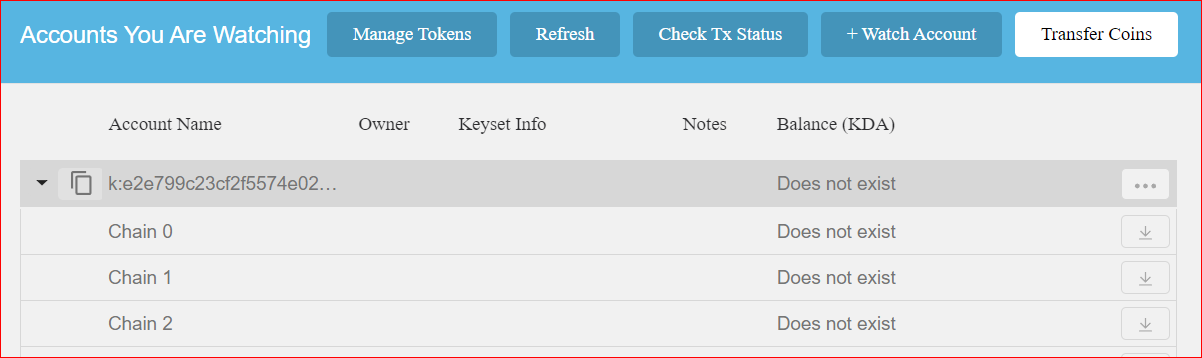 Accounts You Are Watching Manage Tokens Refresh Check Tx Status + Watch Account Transfer Coins
Account Name Owner Keyset Info Notes Balance (KDA)
k:e2e799c23cf2f5574e02… Does not exist
Chain 0 Does not exist
Chain 1 Does not exist
Chain 2 Does not exist